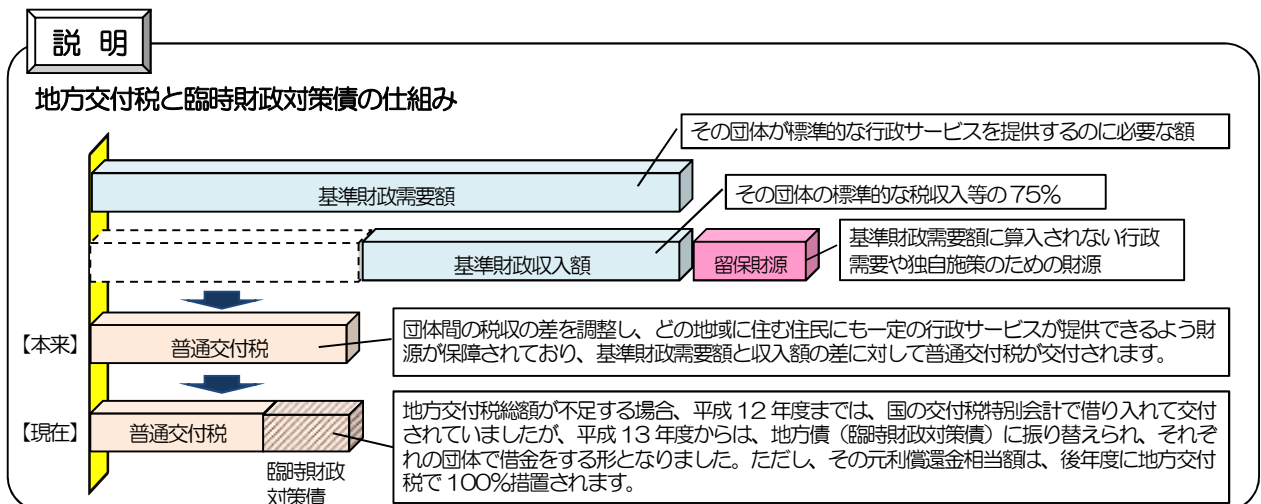 説 明
地方交付税と臨時財政対策債の仕組み
その団体が標準的な行政サービスを提供するのに必要な額
基準財政需要額
その団体の標準的な税収入等の75%
基準財政収入額
留保財源
基準財政需要額に算入されない行政
需要や独自施策のための財源
【本来】
普通交付税
団体間の税収の差を調整し、どの地域に住む住民にも一定の行政サービスが提供できるよう財
源が保障されており、基準財政需要額と収入額の差に対して普通交付税が交付されます。
【現在】
普通交付税
臨時財政
対策債
地方交付税総額が不足する場合、平成12年度までは、国の交付税特別会計で借り入れて交付
されていましたが、平成13年度からは、地方債（臨時財政対策債）に振り替えられ、それぞ
れの団体で借金をする形となりました。ただし、その元利償還金相当額は、後年度に地方交付
税で100%措置されます。